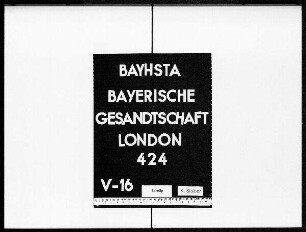 BAYHSTA
BAYERISCHE
GESANDTSCHAFT
LONDON
424
V-16